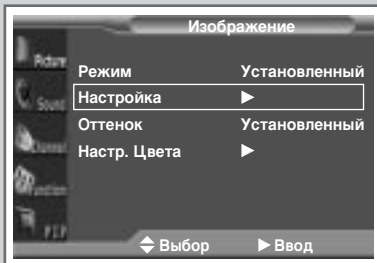 Изображение
Picture
Режим Установленный
Sound
Настройка ▶
Channel
Оттенок Установленный
Настр. Цвета ▶
Function
PIP
Выбор ▶ Ввод